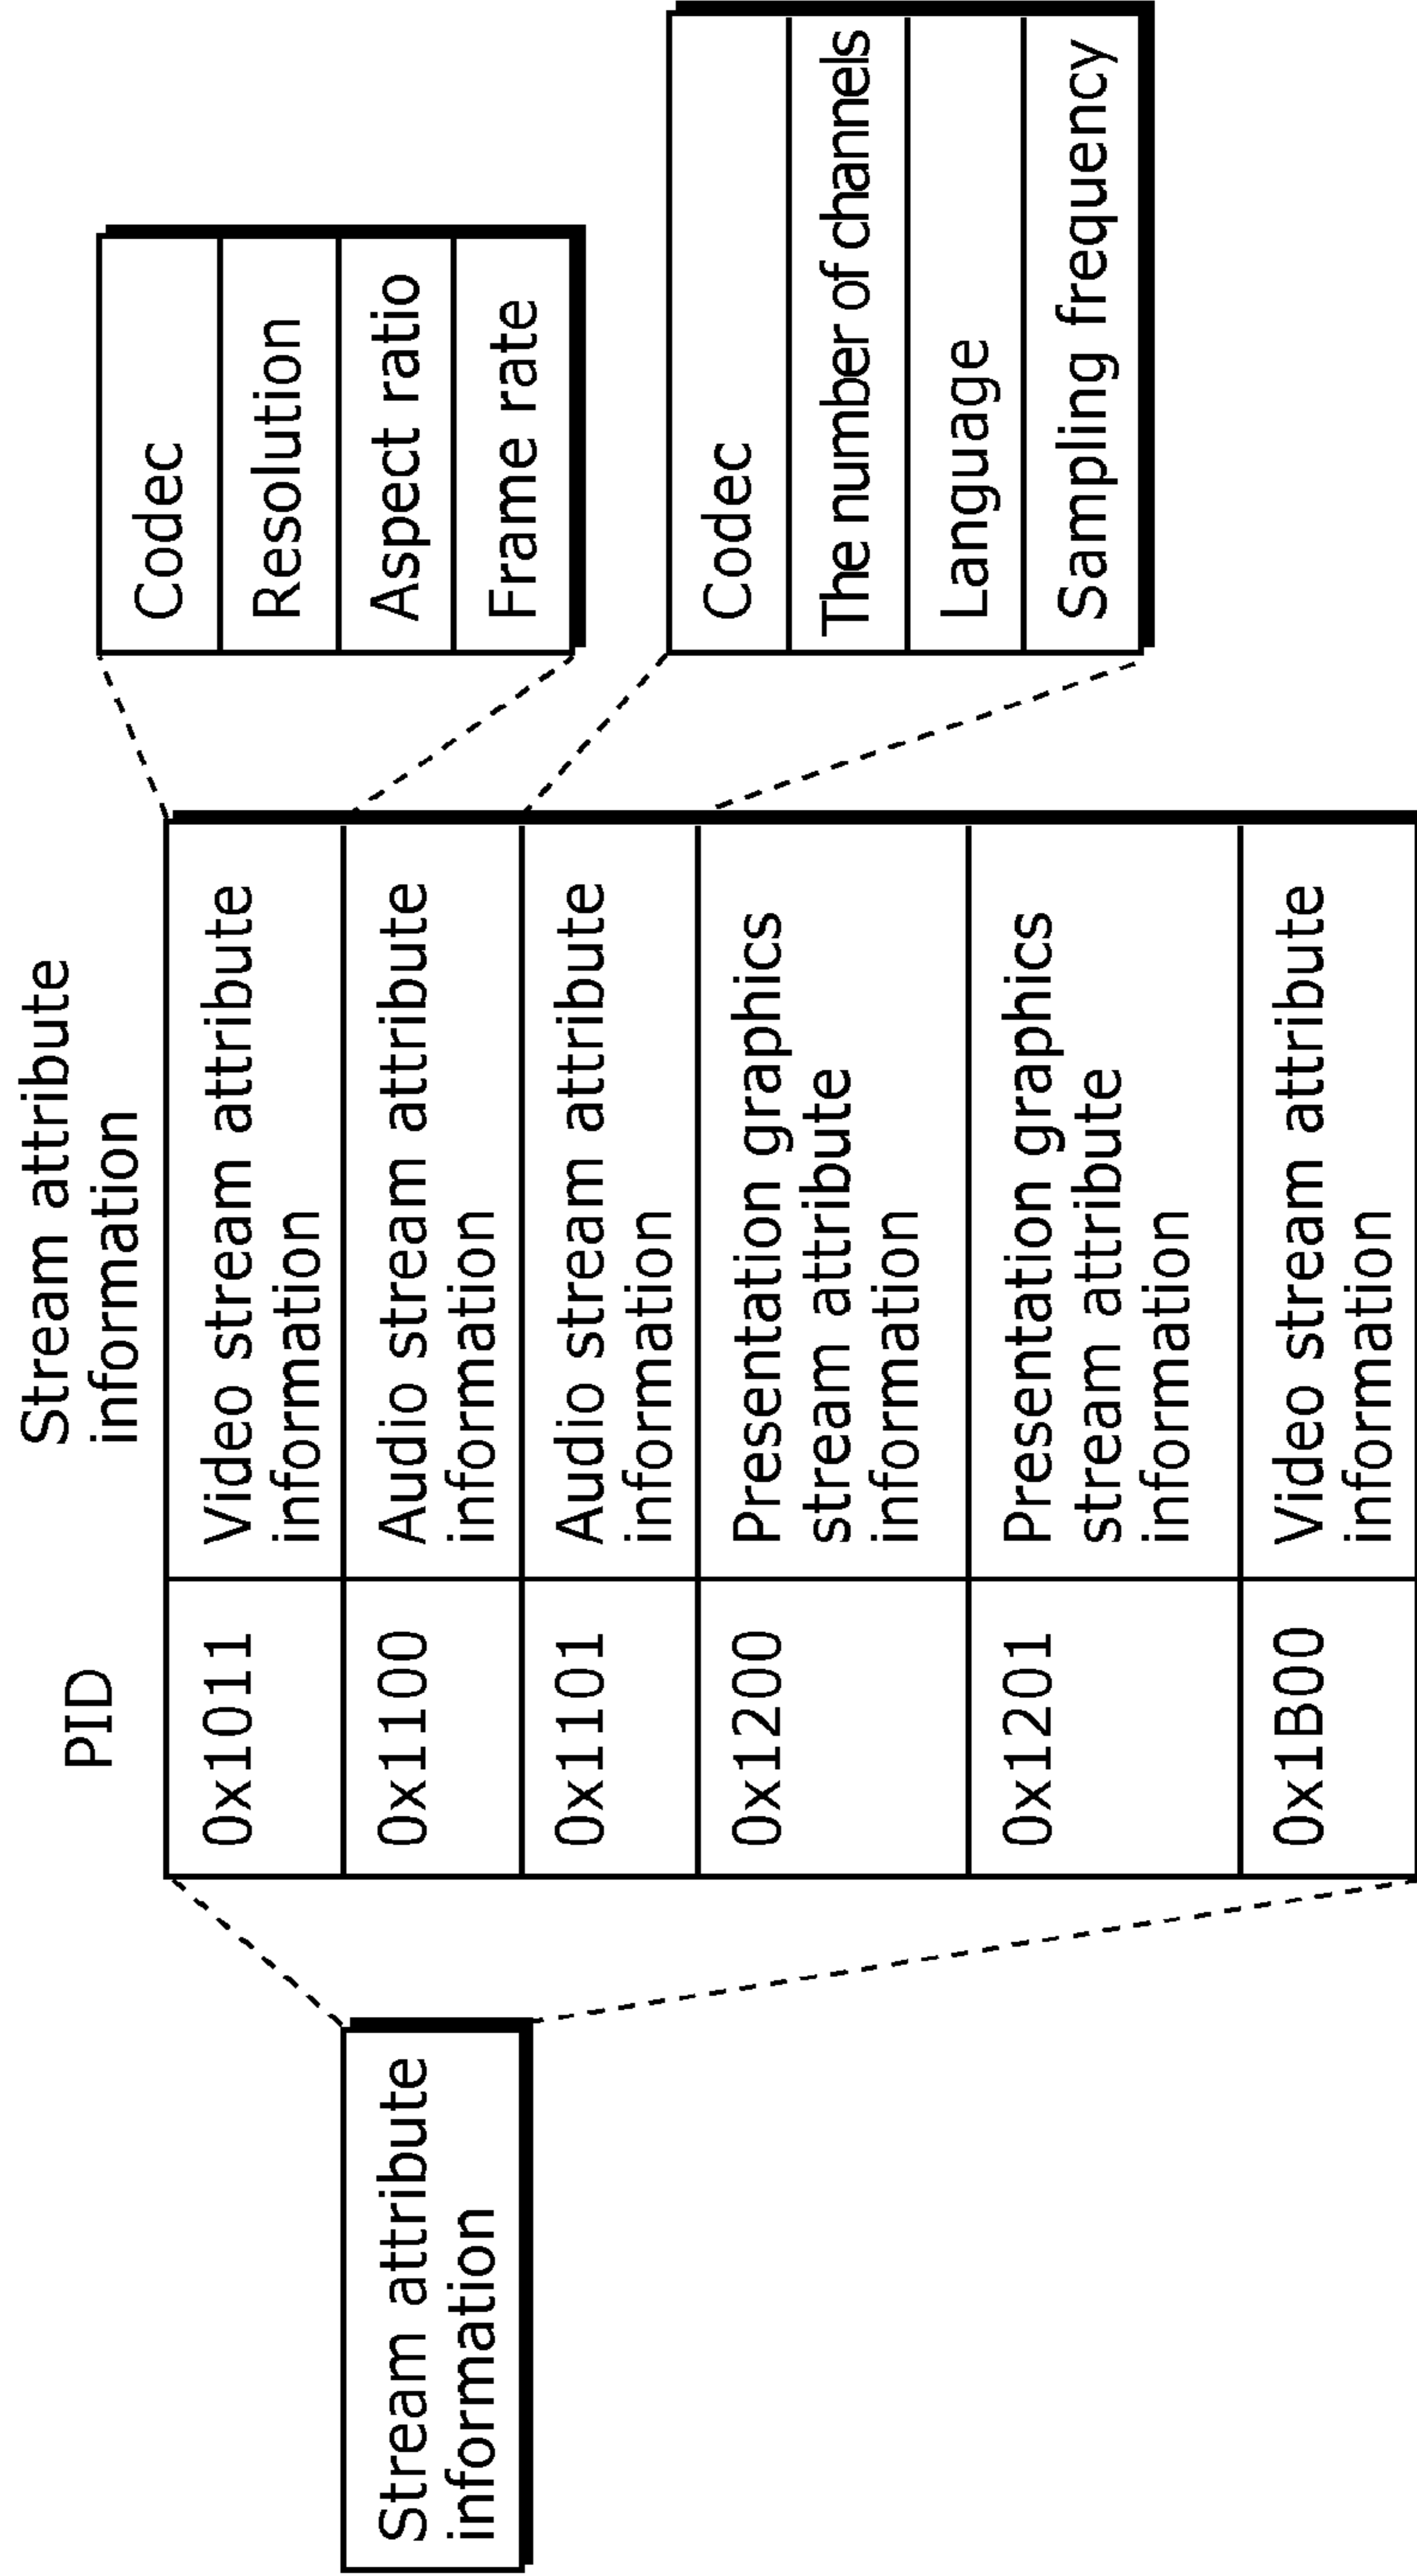 Stream attribute
information
PID
Stream attribute
information
0x1011
Video stream attribute
information
0x1100
Audio stream attribute
information
0x1101
Audio stream attribute
information
0x1200
Presentation graphics
stream attribute
information
0x1201
Presentation graphics
stream attribute
information
0x1B00
Video stream attribute
information
Codec
Resolution
Aspect ratio
Frame rate
Codec
The number of channels
Language
Sampling frequency